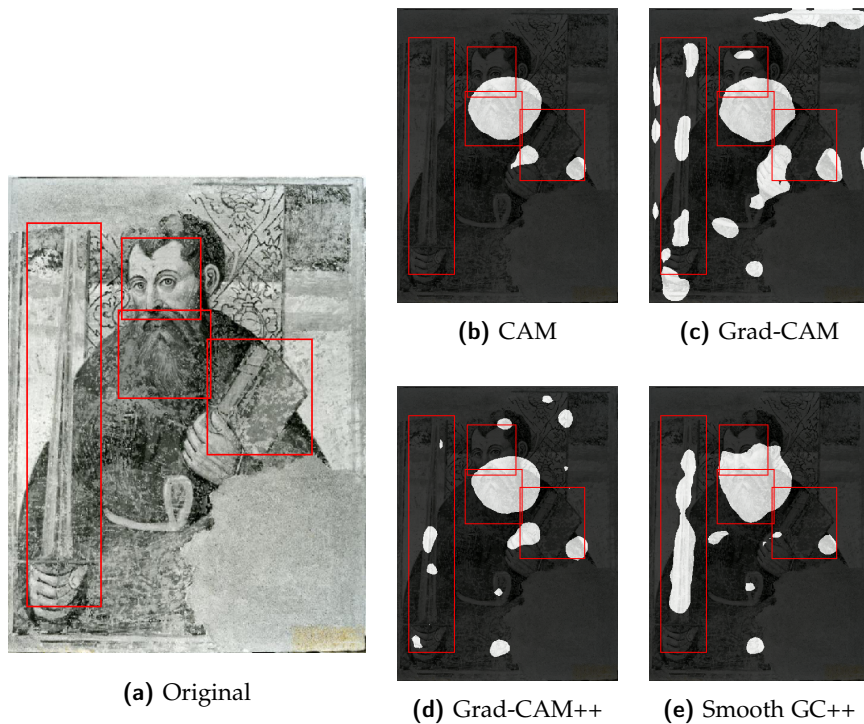 (a) Original
(b) CAM
(c) Grad-CAM
(d) Grad-CAM++
(e) Smooth GC++